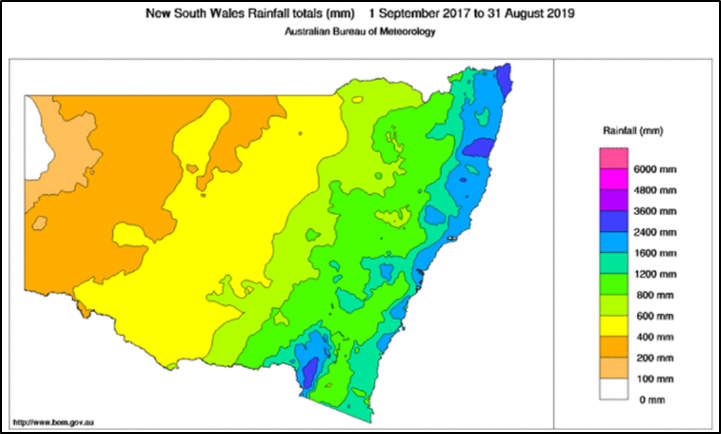 New South Wales Rainfall totals (mm) 1 September 2017 to 31 August 2019
Australian Bureau of Meteorology
Rainfall (mm)
6000 mm
4800 mm
3600 mm
2400 mm
1600 mm
1200 mm
800 mm
600 mm
400 mm
200 mm
100 mm
0 mm
http://www.bom.gov.au